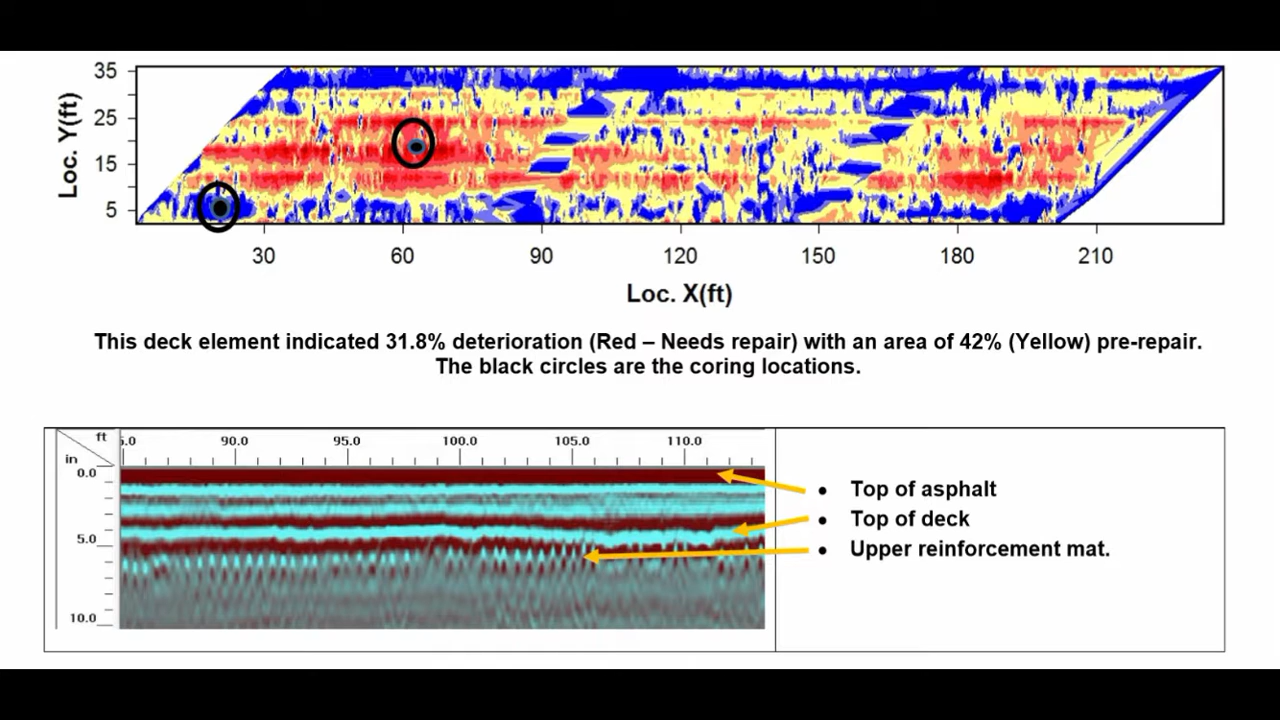 35
25
15
5
Loc. Y(ft)
30 60 90 120 150 180 210
Loc. X(ft)
This deck element indicated 31.8% deterioration (Red – Needs repair) with an area of 42% (Yellow) pre-repair.
The black circles are the coring locations.
ft
in
5.0 90.0 95.0 100.0 105.0 110.0
0.0
5.0
10.0
• Top of asphalt
• Top of deck
• Upper reinforcement mat.